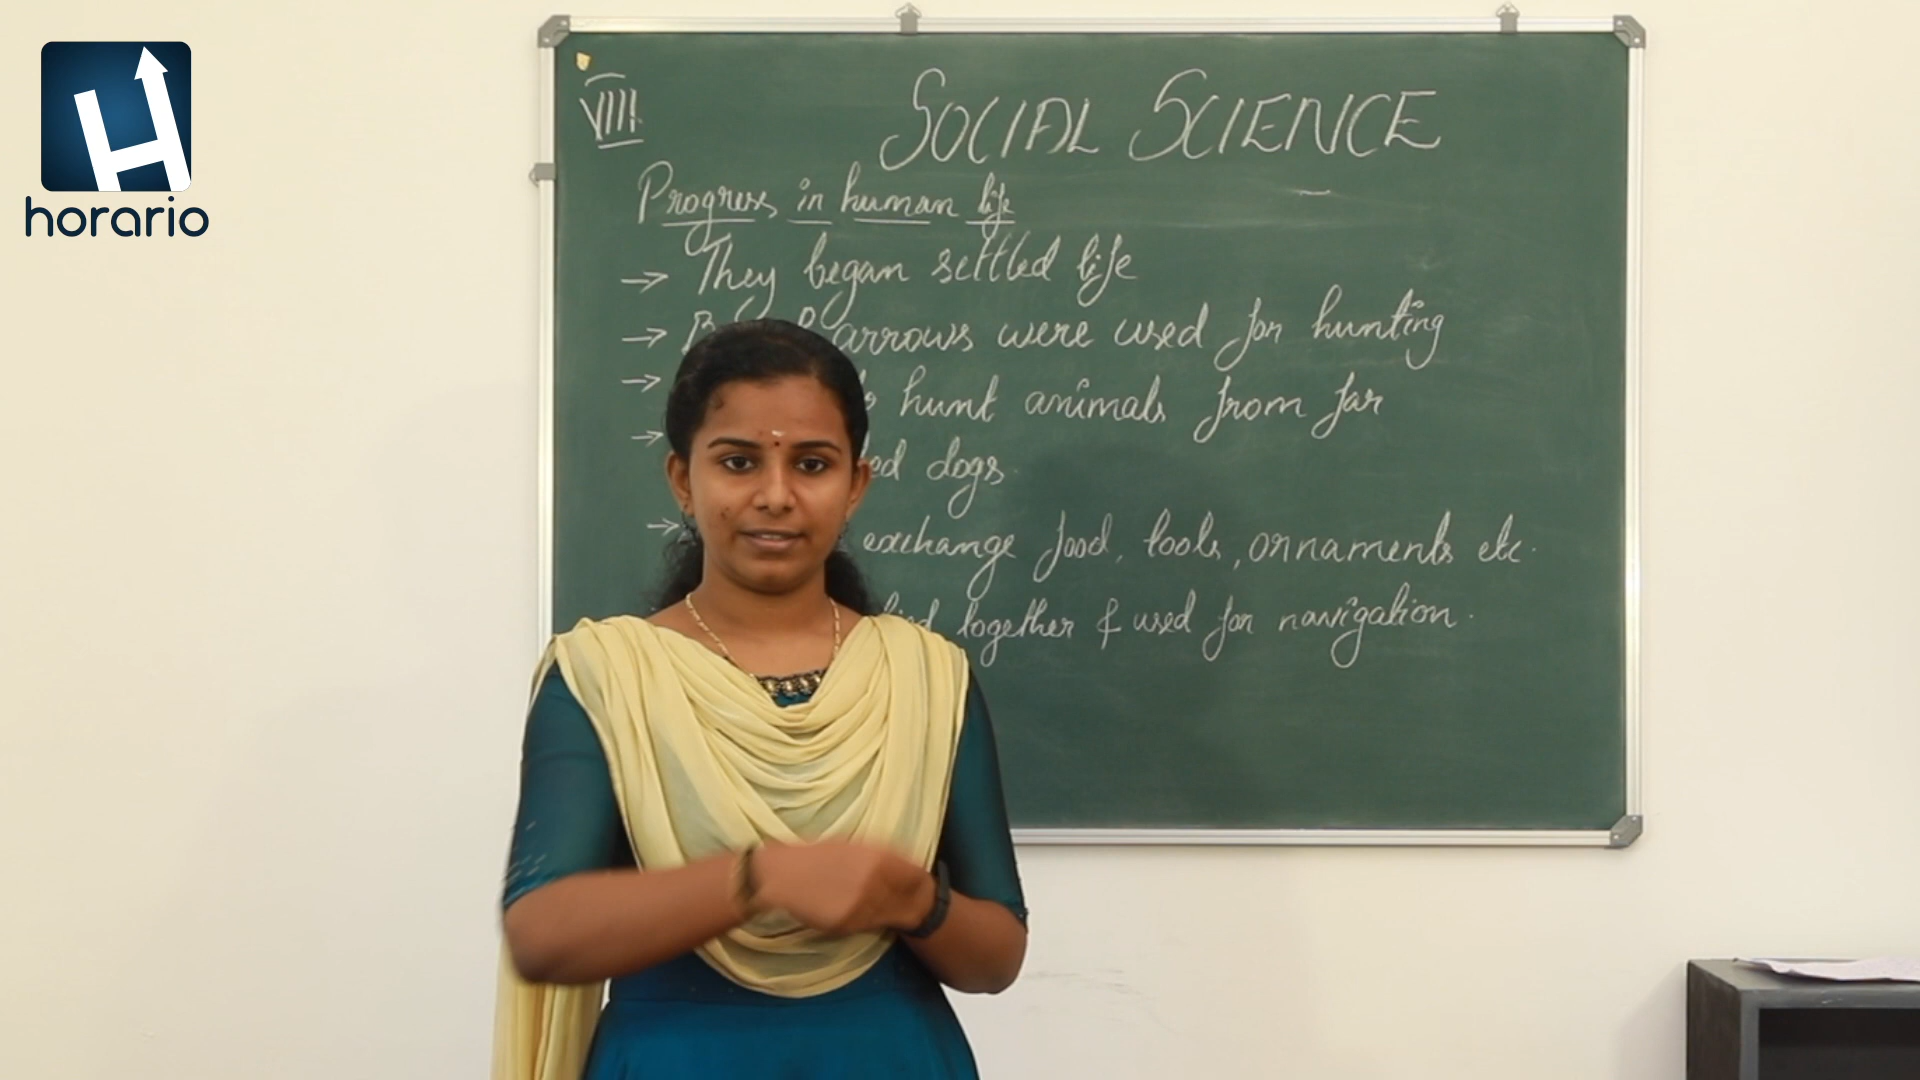 horario
VIIII
SOCIAL SCIENCE
Progress in human life
→ They began settled life
→ arrows were used for hunting
→ hunt animals from far
→ dogs.
→ exchange food, tools, ornaments etc.
together & used for navigation.